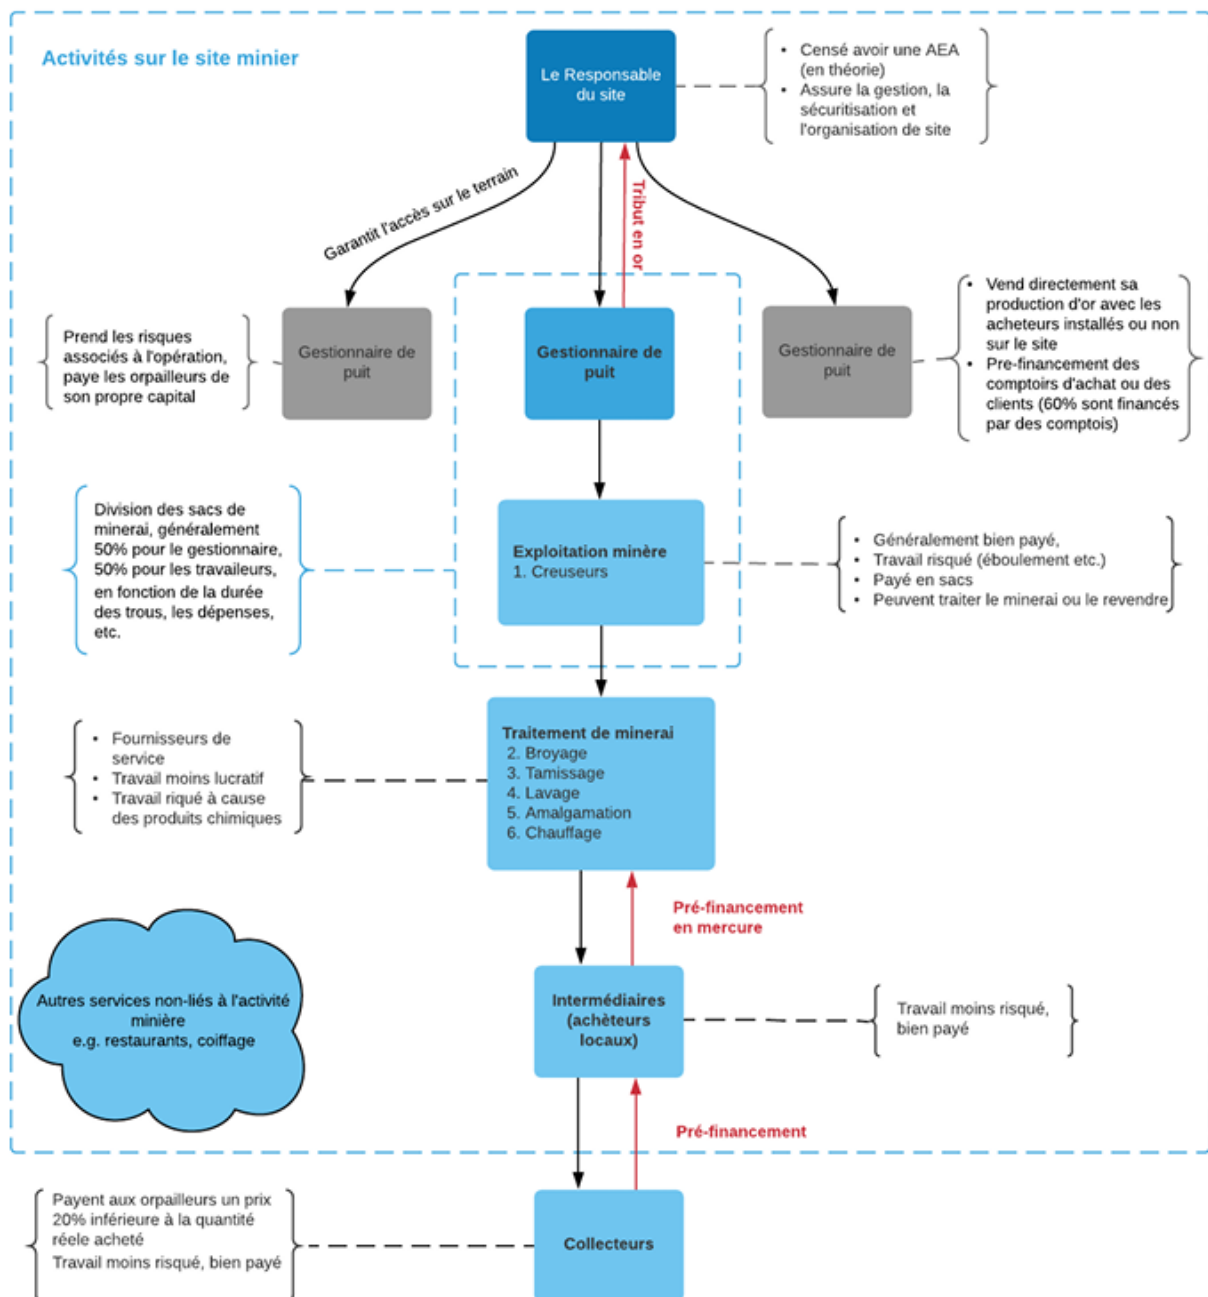 Activités sur le site minier
Le Responsable
du site
• Censé avoir une AEA
(en théorie)
• Assure la gestion, la
sécuritisation et
l'organisation de site
Garantit l'accès sur le terrain
Tribut en or
Prend les risques
associés à l'opération,
paye les orpailleurs de
son propre capital
Gestionnaire de
puit
Gestionnaire de
puit
Gestionnaire de
puit
• Vend directement sa
production d'or avec les
acheteurs installés ou non
sur le site
• Pre-financement des
comptoirs d'achat ou des
clients (60% sont financés
par des comptois)
Division des sacs de
minerai, généralement
50% pour le gestionnaire,
50% pour les travaileurs,
en fonction de la durée
des trous, les dépenses,
etc.
Exploitation minère
1. Creuseurs
• Généralement bien payé,
• Travail risqué (éboulement etc.)
• Payé en sacs
• Peuvent traiter le minerai ou le revendre
• Fournisseurs de
service
• Travail moins lucratif
• Travail riqué à cause
des produits chimiques
Traitement de minerai
2. Broyage
3. Tamissage
4. Lavage
5. Amalgamation
6. Chauffage
Pré-financement
en mercure
Autres services non-liés à l'activité
minière
e.g. restaurants, coiffage
Intermédiaires
(achèteurs
locaux)
Travail moins risqué,
bien payé
Pré-financement
Payent aux orpailleurs un prix
20% inférieure à la quantité
réele acheté
Travail moins risqué, bien payé
Collecteurs